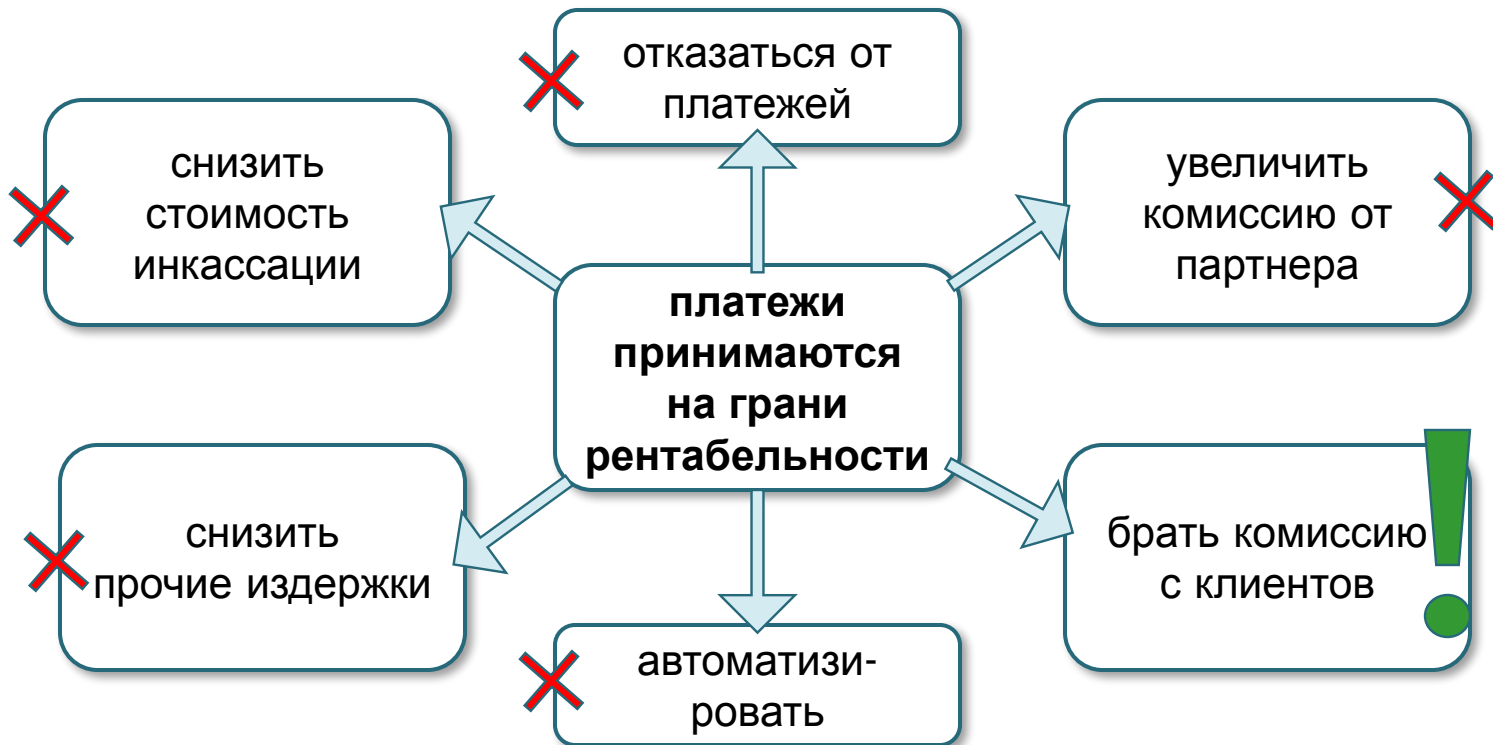 отказаться от
платежей
снизить
стоимость
инкассации
увеличить
комиссию от
партнера
платежи
принимаются
на грани
рентабельности
снизить
прочие издержки
брать комиссию
с клиентов
!
автоматизи-
ровать